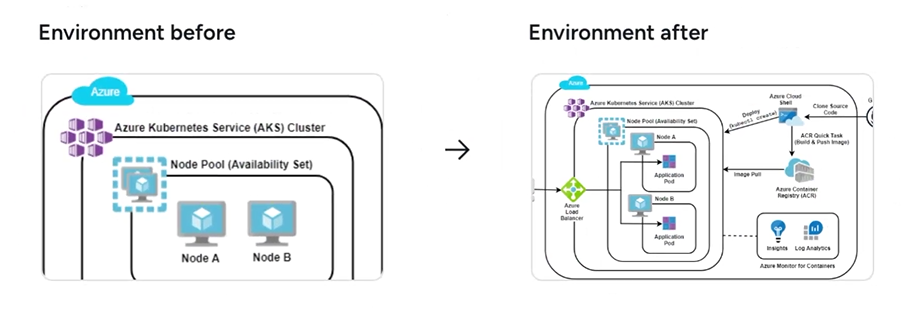 Environment before
Environment after
Azure
Azure Kubernetes Service (AKS) Cluster
Node Pool (Availability Set)
Node A
Node B
Azure
Azure Kubernetes Service (AKS) Cluster
Node Pool (Availability Set)
Node A
Application
Pod
Node B
Application
Pod
Azure
Load
Balancer
Deploy
(kubectl create)
Azure Cloud
Shell
Clone Source
Code
G
ACR Quick Task
(Build & Push Image)
Image Pull
Azure Container
Registry (ACR)
Insights
Log Analytics
Azure Monitor for Containers